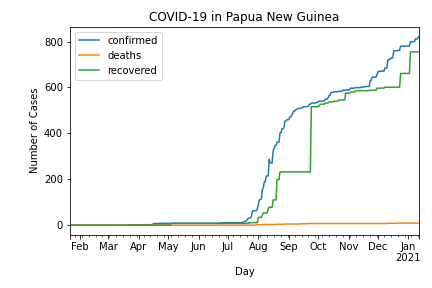 COVID-19 in Papua New Guinea
confirmed
deaths
recovered
Number of Cases
800
600
400
200
0
Feb Mar Apr May Jun Jul Aug Sep Oct Nov Dec Jan
2021
Day